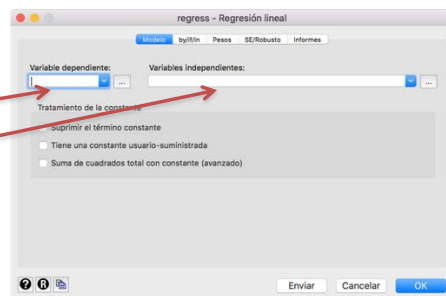 regress - Regresión lineal
Modelo by/if/in Pesos SE/Robusto Informes
Variable dependiente: Variables independientes:
... ...
Tratamiento de la constante
Suprimir el término constante
Tiene una constante usuario-suministrada
Suma de cuadrados total con constante (avanzado)
? R Enviar Cancelar OK